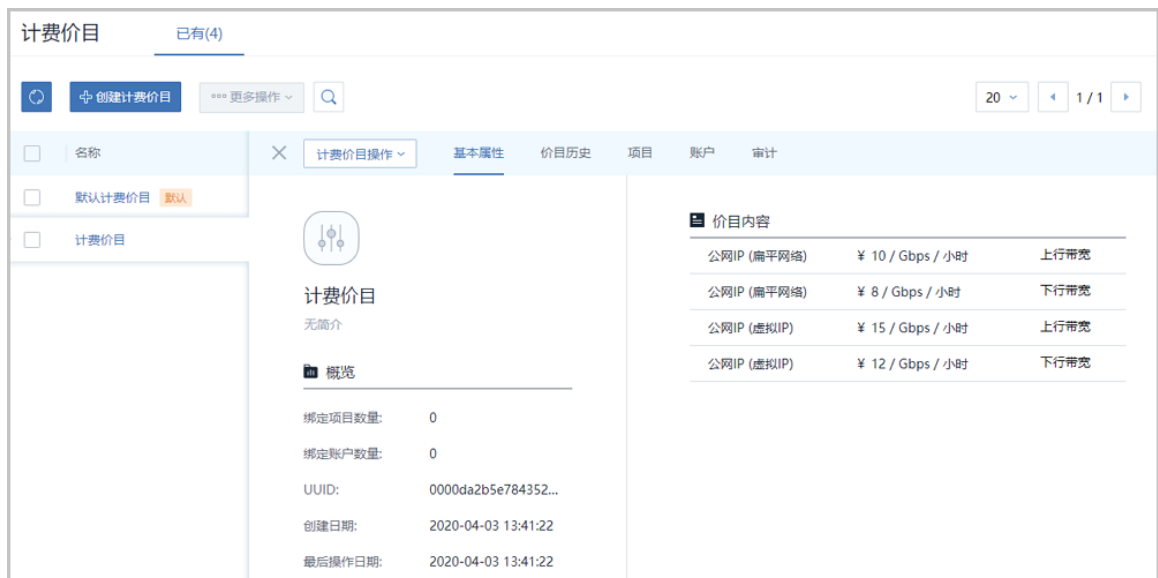 计费价目 已有(4)
创建计费价目 更多操作 20 1 / 1
名称 计费价目操作 基本属性 价目历史 项目 账户 审计
默认计费价目 默认
计费价目
计费价目
无简介
概览
绑定项目数量: 0
绑定账户数量: 0
UUID: 0000da2b5e784352...
创建日期: 2020-04-03 13:41:22
最后操作日期: 2020-04-03 13:41:22
价目内容
公网IP (扁平网络) ¥ 10 / Gbps / 小时 上行带宽
公网IP (扁平网络) ¥ 8 / Gbps / 小时 下行带宽
公网IP (虚拟IP) ¥ 15 / Gbps / 小时 上行带宽
公网IP (虚拟IP) ¥ 12 / Gbps / 小时 下行带宽